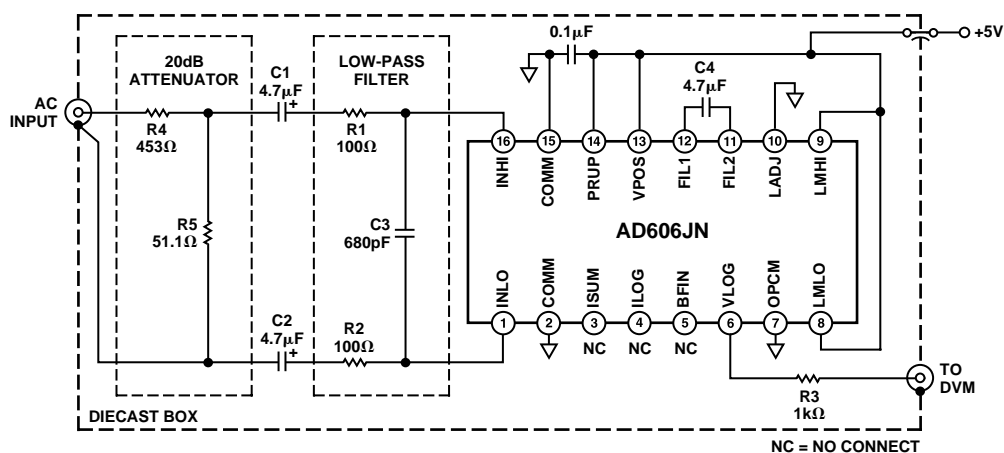 0.1µF
+5V
20dB
ATTENUATOR
C1
4.7µF
+
LOW-PASS
FILTER
C4
4.7µF
AC
INPUT
R4
453Ω
R1
100Ω
16 15 14 13 12 11 10 9
INHI COMM PRUP VPOS FIL1 FIL2 LADJ LMHI
R5
51.1Ω
C3
680pF
AD606JN
INLO COMM ISUM ILOG BFIN VLOG OPCM LMLO
1 2 3 4 5 6 7 8
C2
4.7µF
+
R2
100Ω
NC NC NC
R3
1kΩ
TO
DVM
DIECAST BOX
NC = NO CONNECT